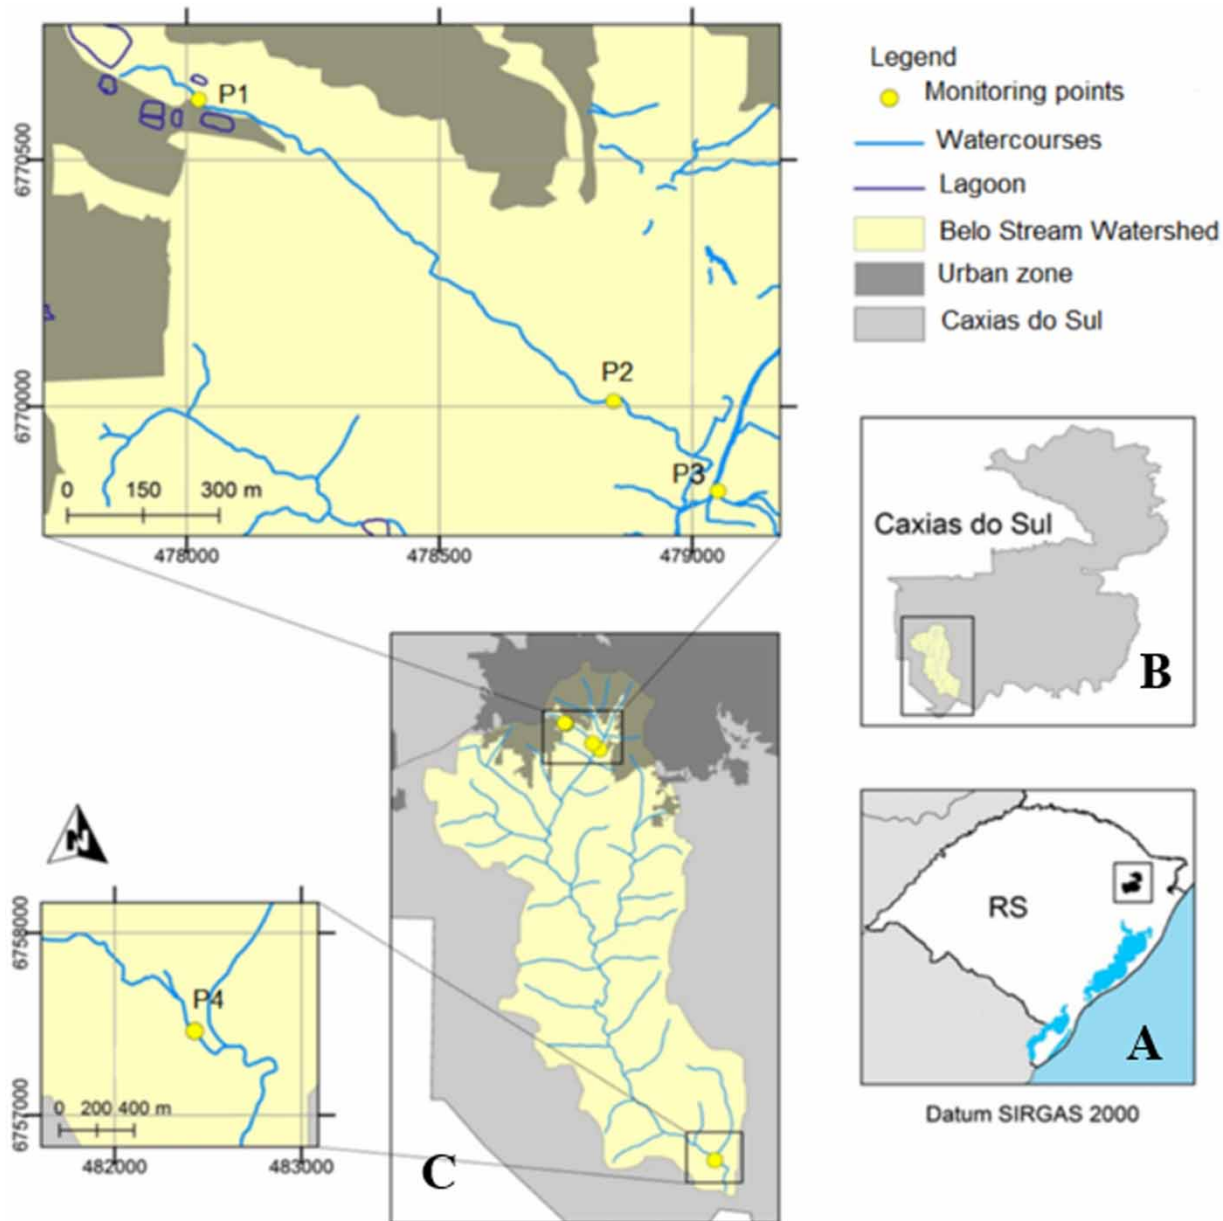 Legend
Monitoring points
Watercourses
Lagoon
Belo Stream Watershed
Urban zone
Caxias do Sul
P1
P2
P3
6770500
6770000
0 150 300 m
478000
478500
479000
Caxias do Sul
B
RS
A
Datum SIRGAS 2000
N
6758000
6757000
P4
0 200 400 m
482000
483000
C